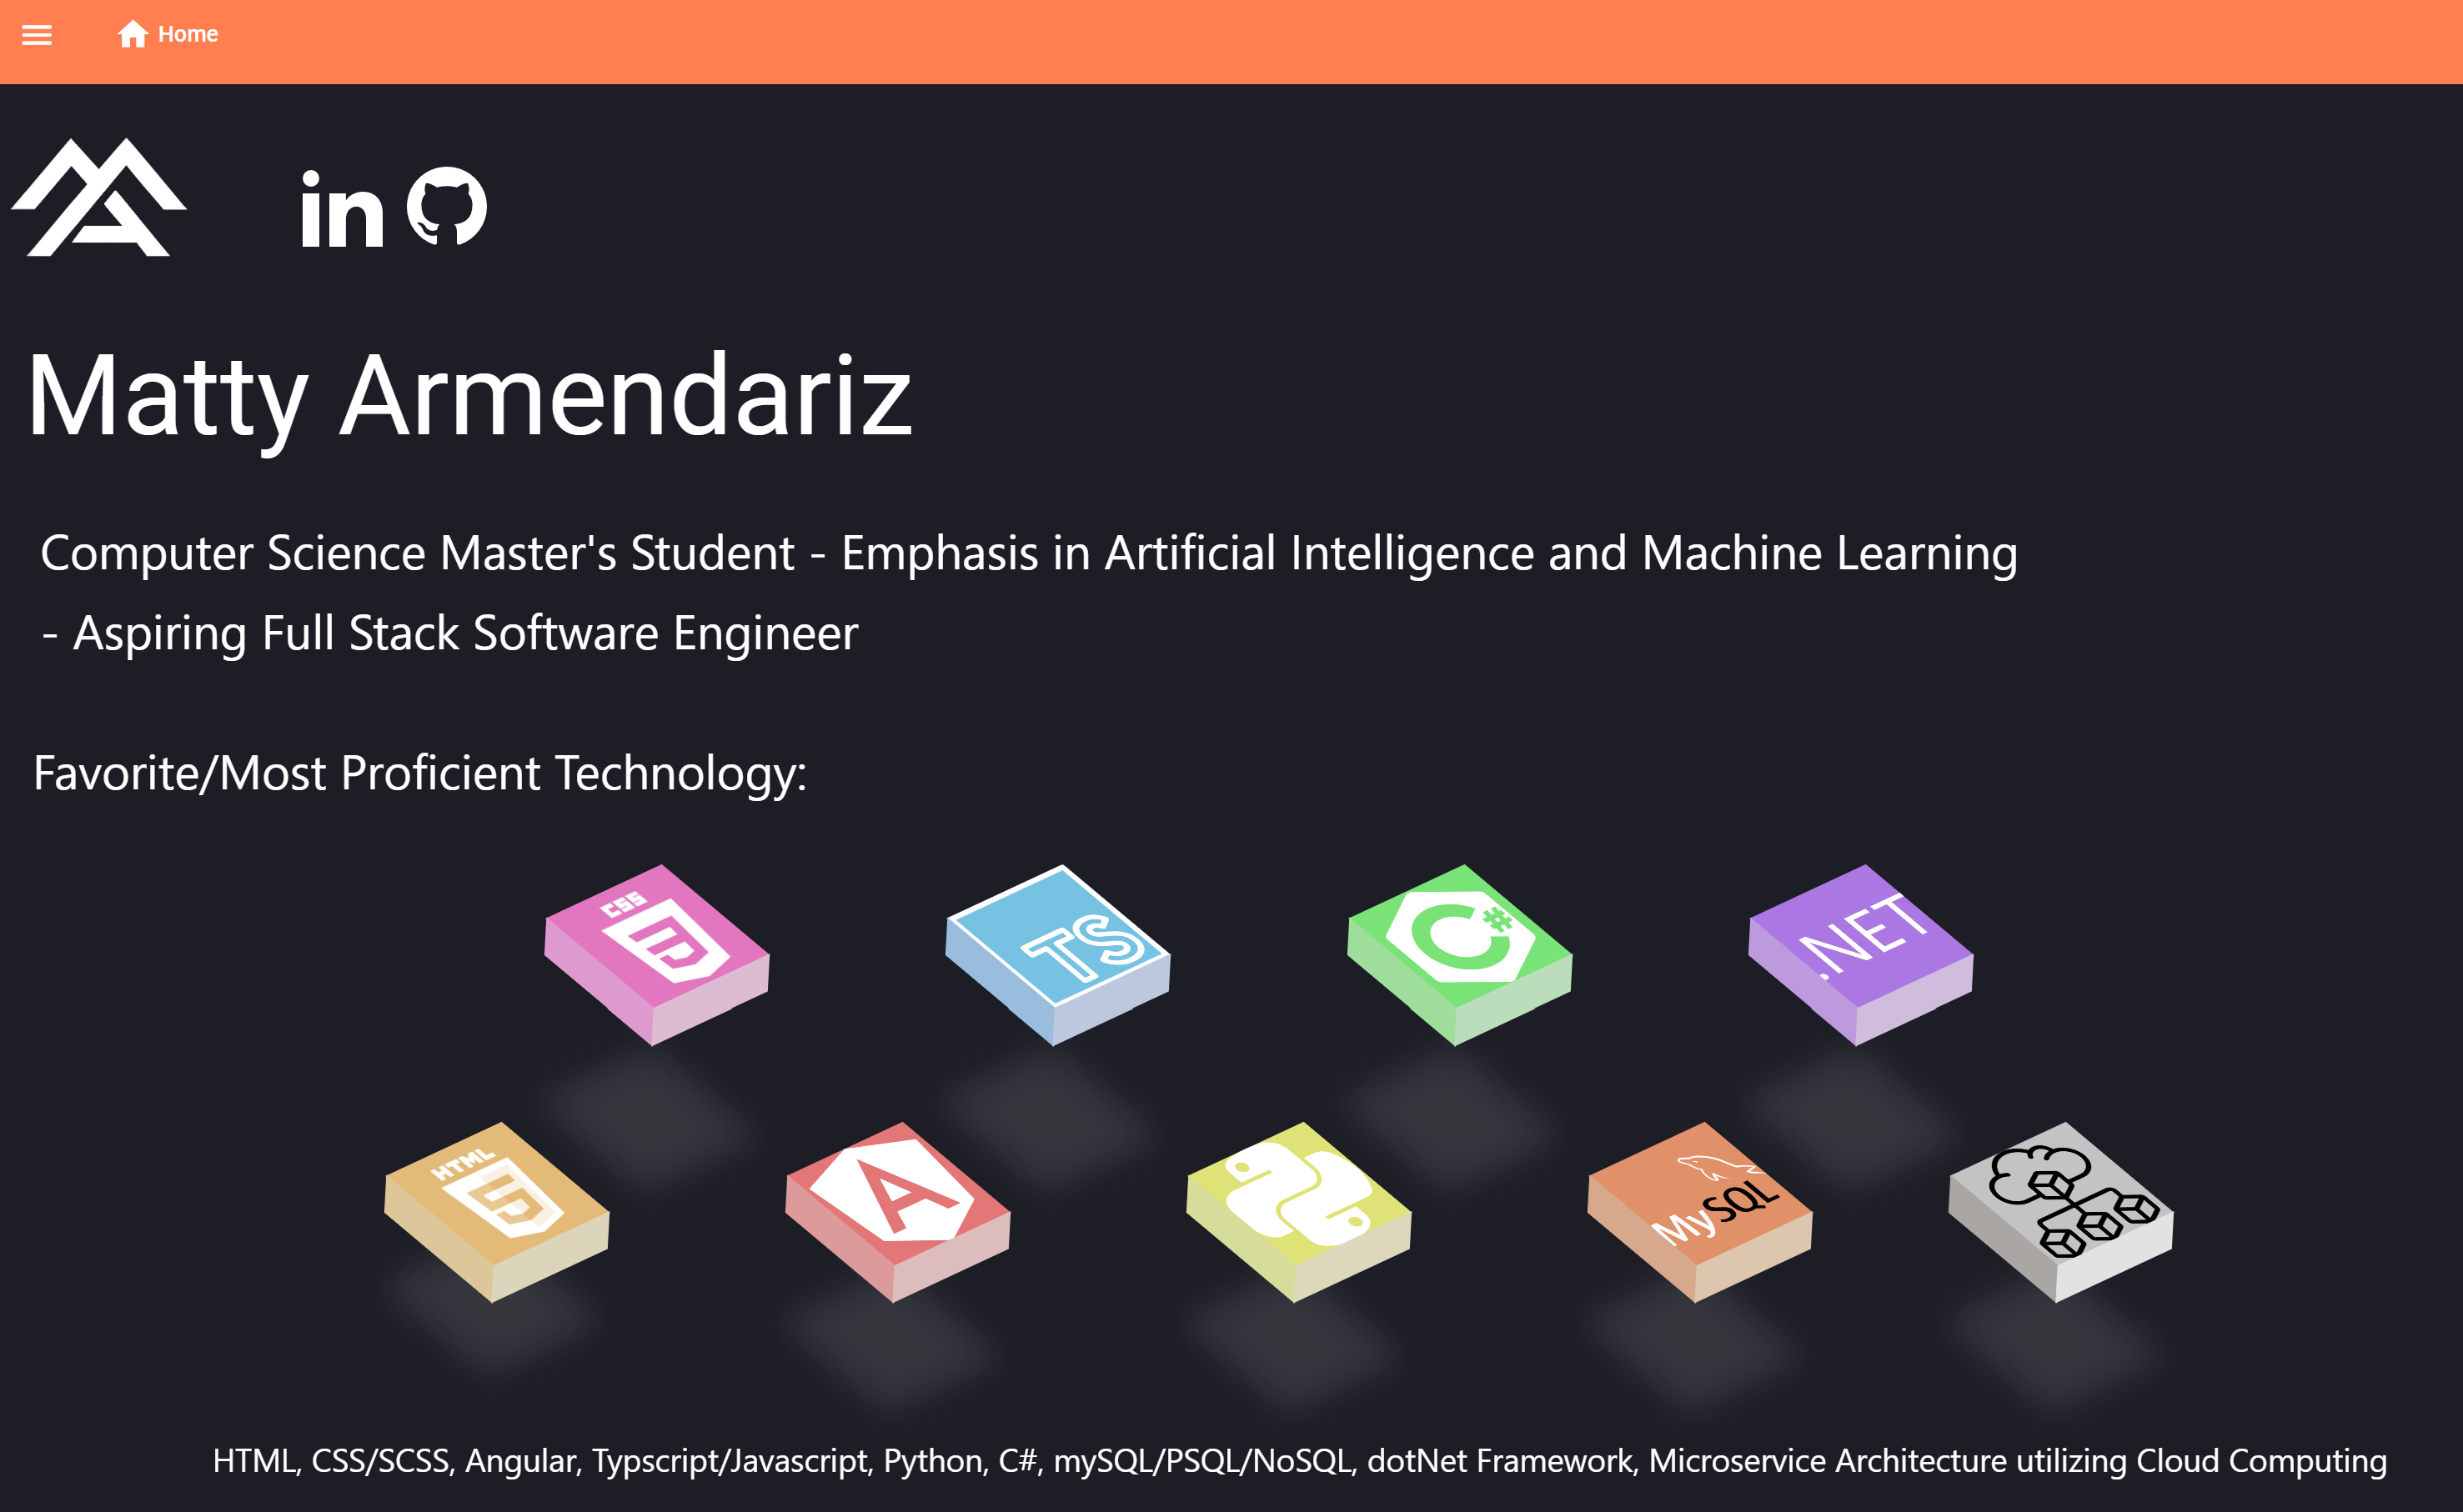 Home
in
Matty Armendariz
Computer Science Master's Student - Emphasis in Artificial Intelligence and Machine Learning
- Aspiring Full Stack Software Engineer
Favorite/Most Proficient Technology:
CSS
TS
C#
.NET
HTML
A
MySQL
HTML, CSS/SCSS, Angular, Typscript/Javascript, Python, C#, mySQL/PSQL/NoSQL, dotNet Framework, Microservice Architecture utilizing Cloud Computing